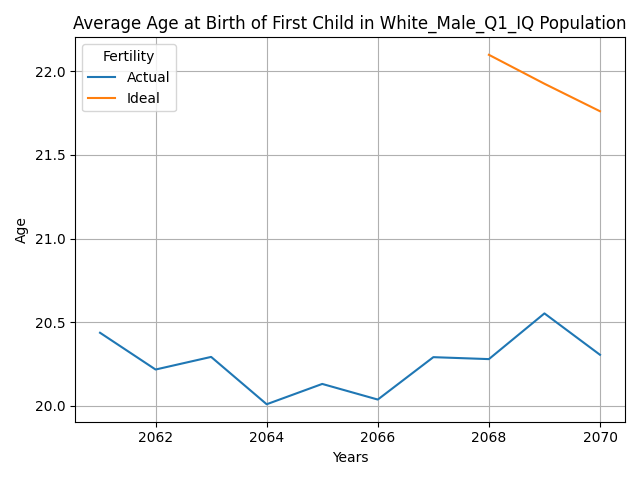 Average Age at Birth of First Child in White_Male_Q1_IQ Population
Fertility
Actual
Ideal
22.0
21.5
21.0
20.5
20.0
Age
2062
2064
2066
2068
2070
Years